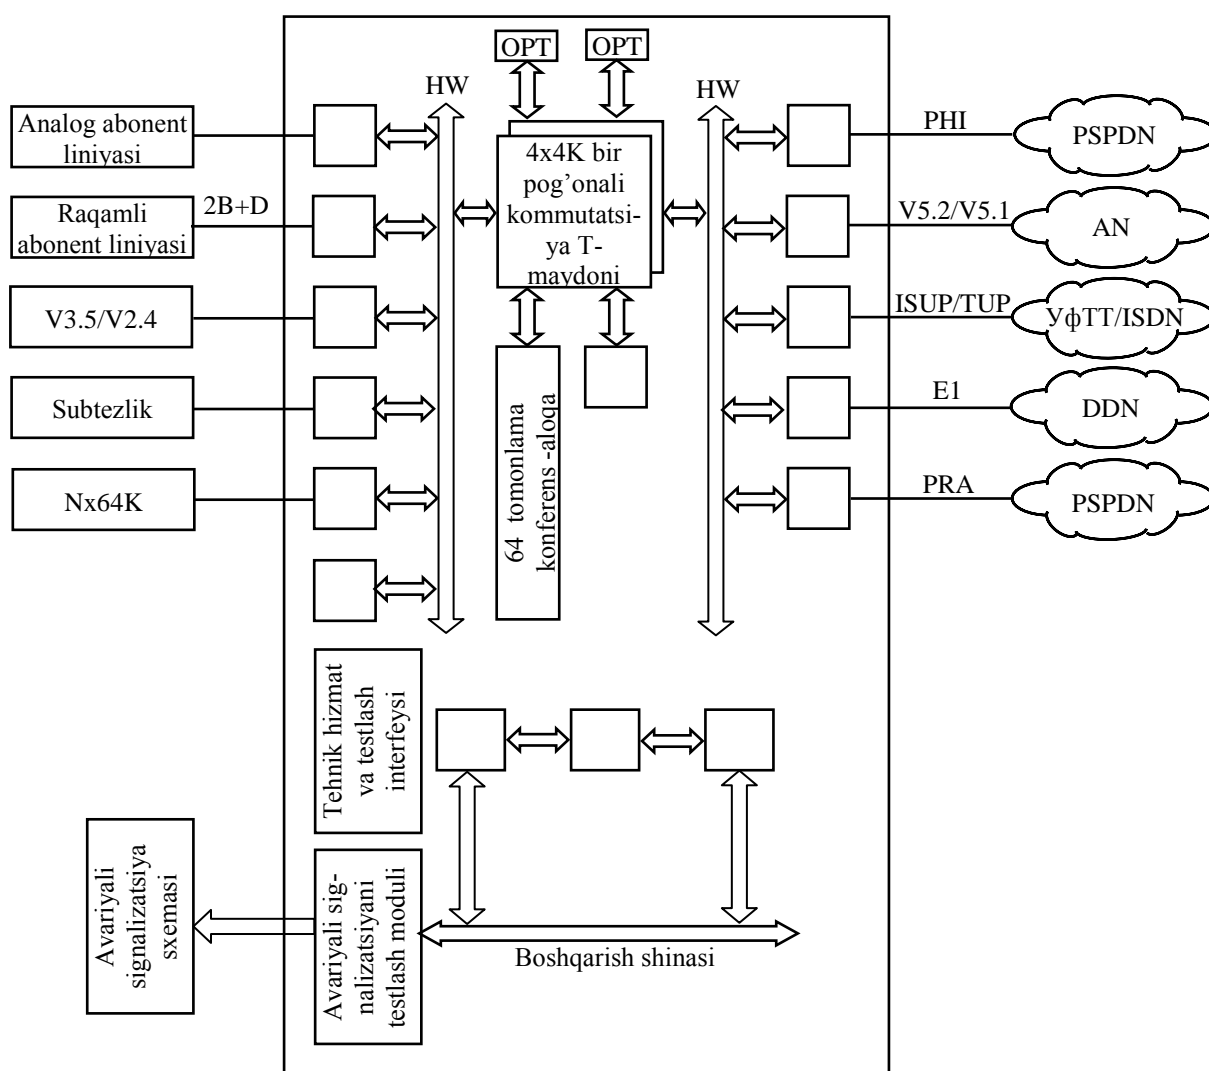 OPT
OPT
HW
HW
Analog abonent
liniyasi
Raqamli
abonent liniyasi
2B+D
V3.5/V2.4
Subtezlik
Nx64K
4x4K bir
pog’onali
kommutatsi-
ya T-
maydoni
64 tomonlama
konferens -aloqa
PHI
PSPDN
V5.2/V5.1
AN
ISUP/TUP
УфТТ/ISDN
E1
DDN
PRA
PSPDN
Tehnik hizmat
va testlash
interfeysi
Avariyali
signalizatsiya
sxemasi
Avariyali sig-
nalizatsiyani
testlash moduli
Boshqarish shinasi